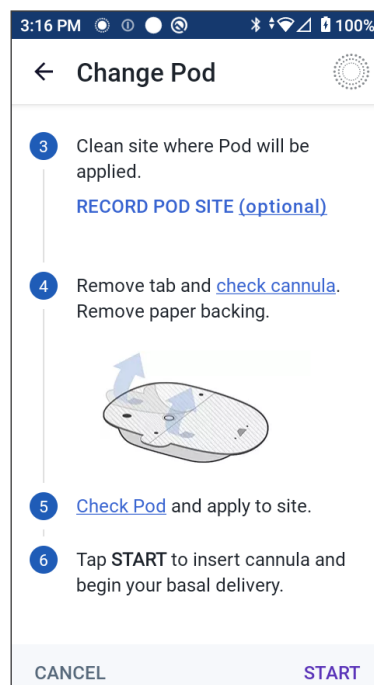 3:16 PM 100%
Change Pod
3 Clean site where Pod will be
applied.
RECORD POD SITE (optional)
4 Remove tab and check cannula.
Remove paper backing.
5 Check Pod and apply to site.
6 Tap START to insert cannula and
begin your basal delivery.
CANCEL START